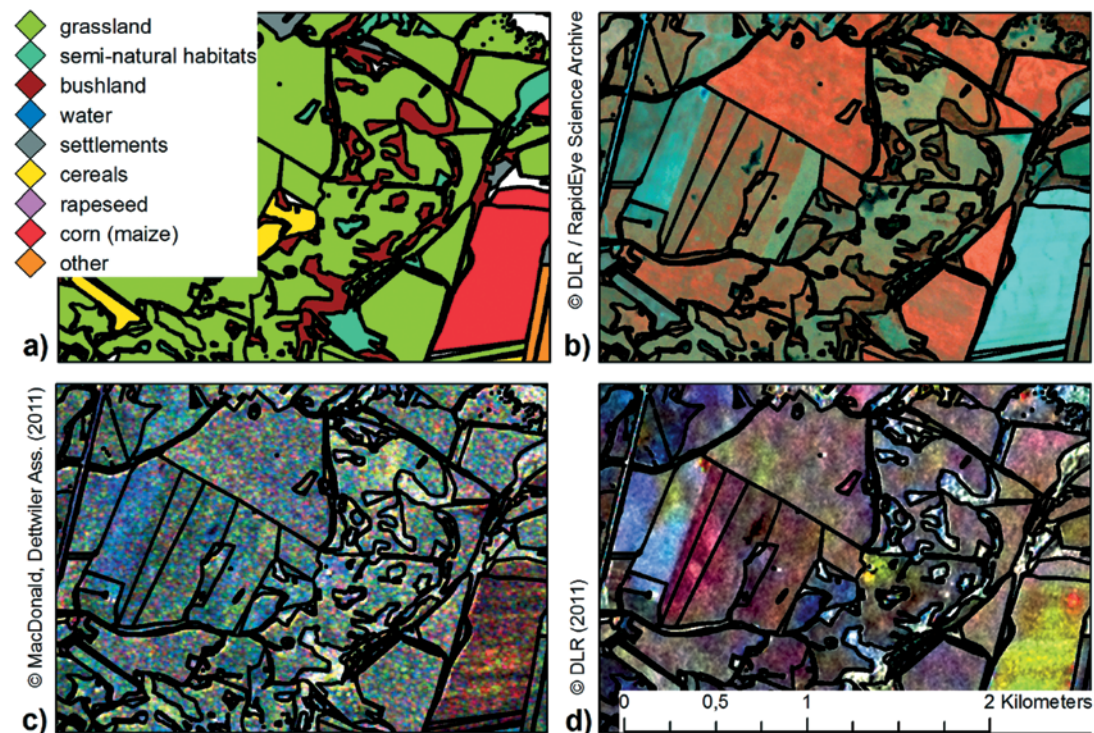 grassland
semi-natural habitats
bushland
water
settlements
cereals
rapeseed
corn (maize)
other
a)
© DLR / RapidEye Science Archive
b)
© MacDonald, Dettwiler Ass. (2011)
c)
© DLR (2011)
d)
0 0,5 1 2 Kilometers